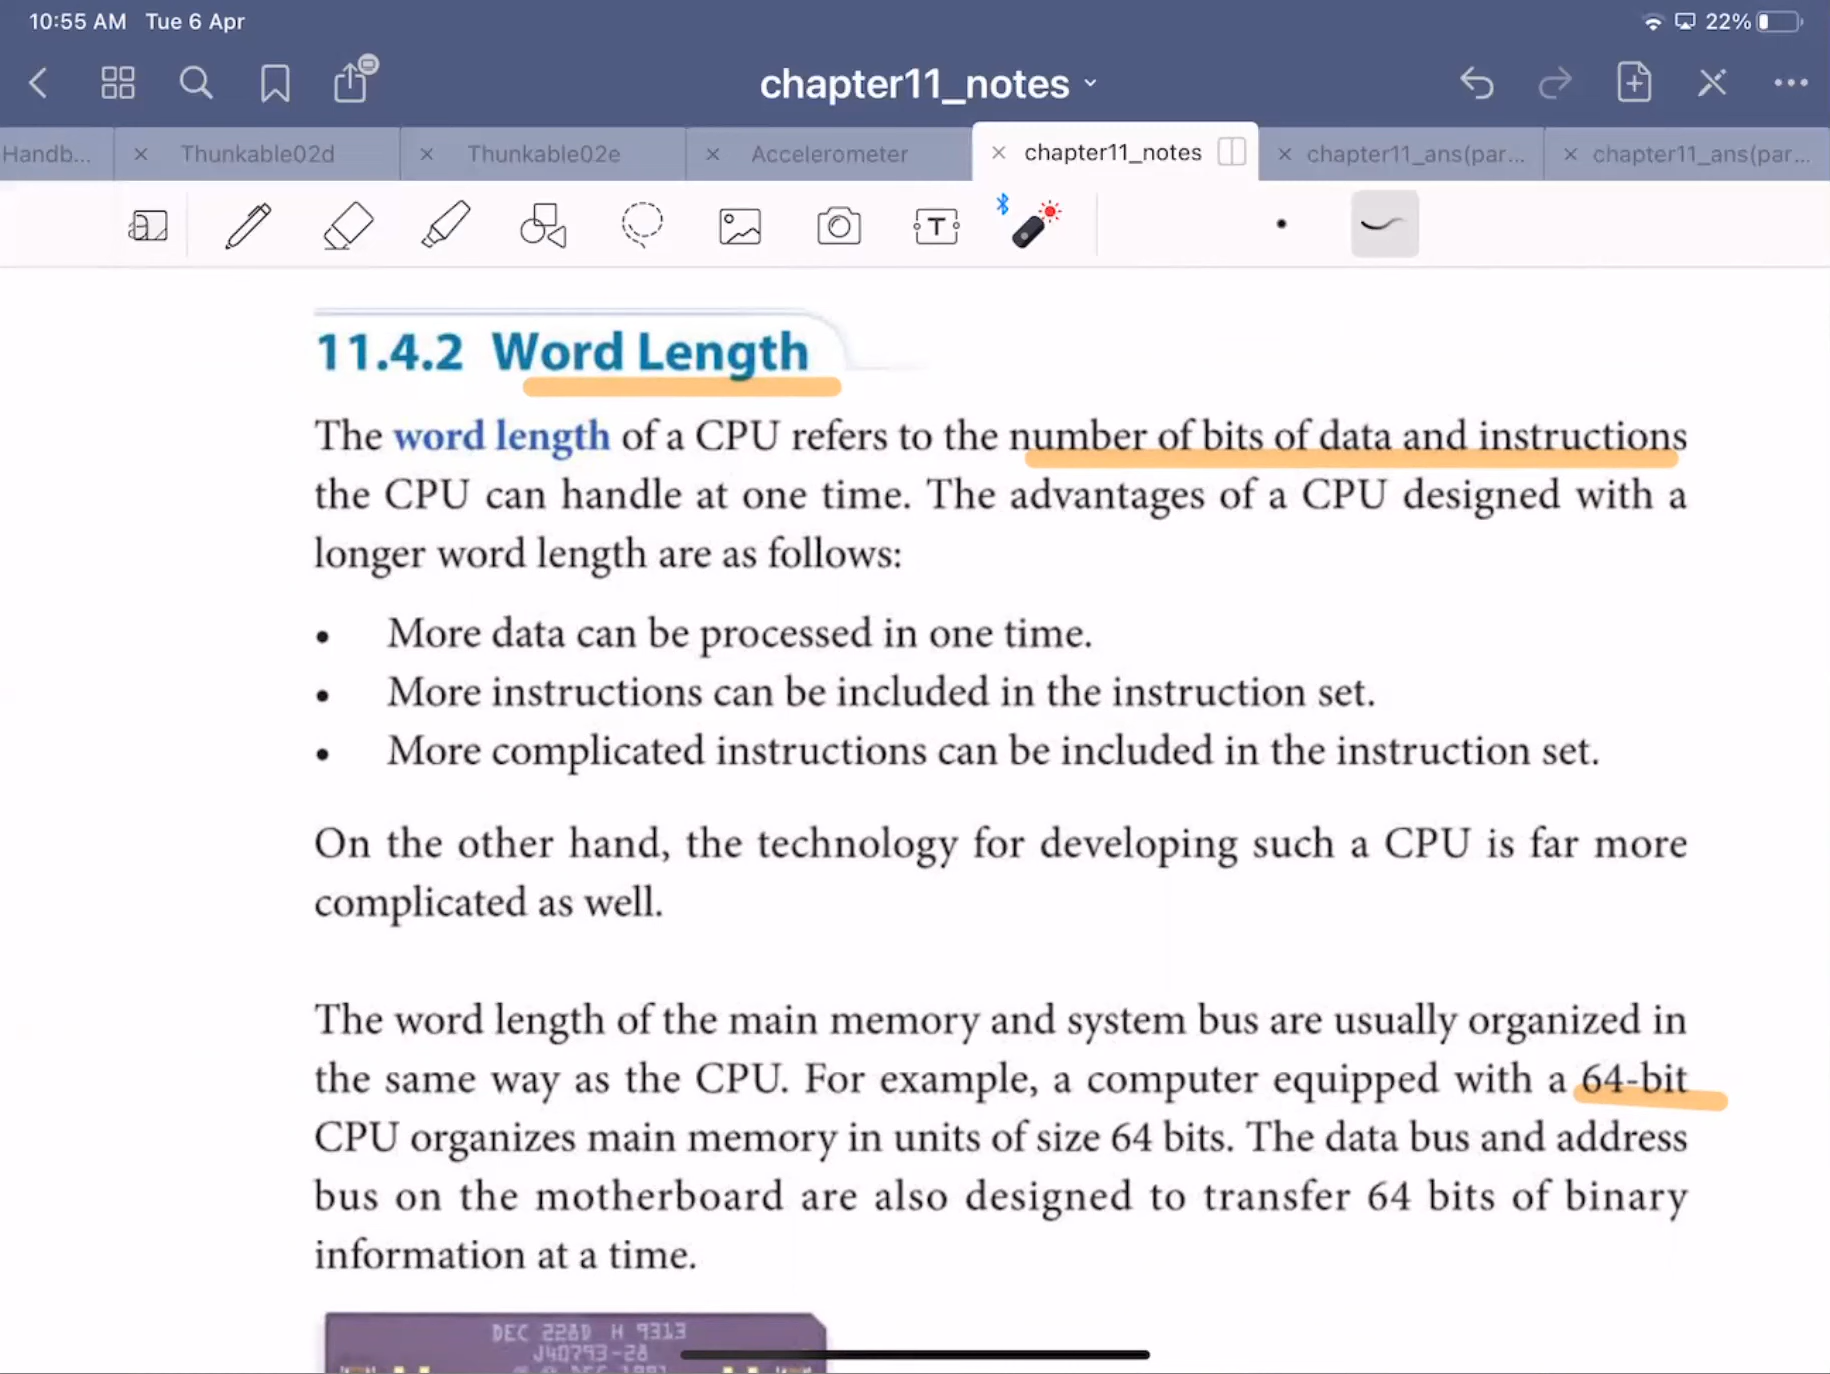 10:55 AM Tue 6 Apr
22%
chapter11_notes
Handb...
Thunkable02d
Thunkable02e
Accelerometer
chapter11_notes
chapter11_ans(par...
chapter11_ans(par...
a
T
11.4.2 Word Length
The word length of a CPU refers to the number of bits of data and instructions
the CPU can handle at one time. The advantages of a CPU designed with a
longer word length are as follows:
• More data can be processed in one time.
• More instructions can be included in the instruction set.
• More complicated instructions can be included in the instruction set.
On the other hand, the technology for developing such a CPU is far more
complicated as well.
The word length of the main memory and system bus are usually organized in
the same way as the CPU. For example, a computer equipped with a 64-bit
CPU organizes main memory in units of size 64 bits. The data bus and address
bus on the motherboard are also designed to transfer 64 bits of binary
information at a time.
DEC 228D H 9313
J40793-28
DEC 1991